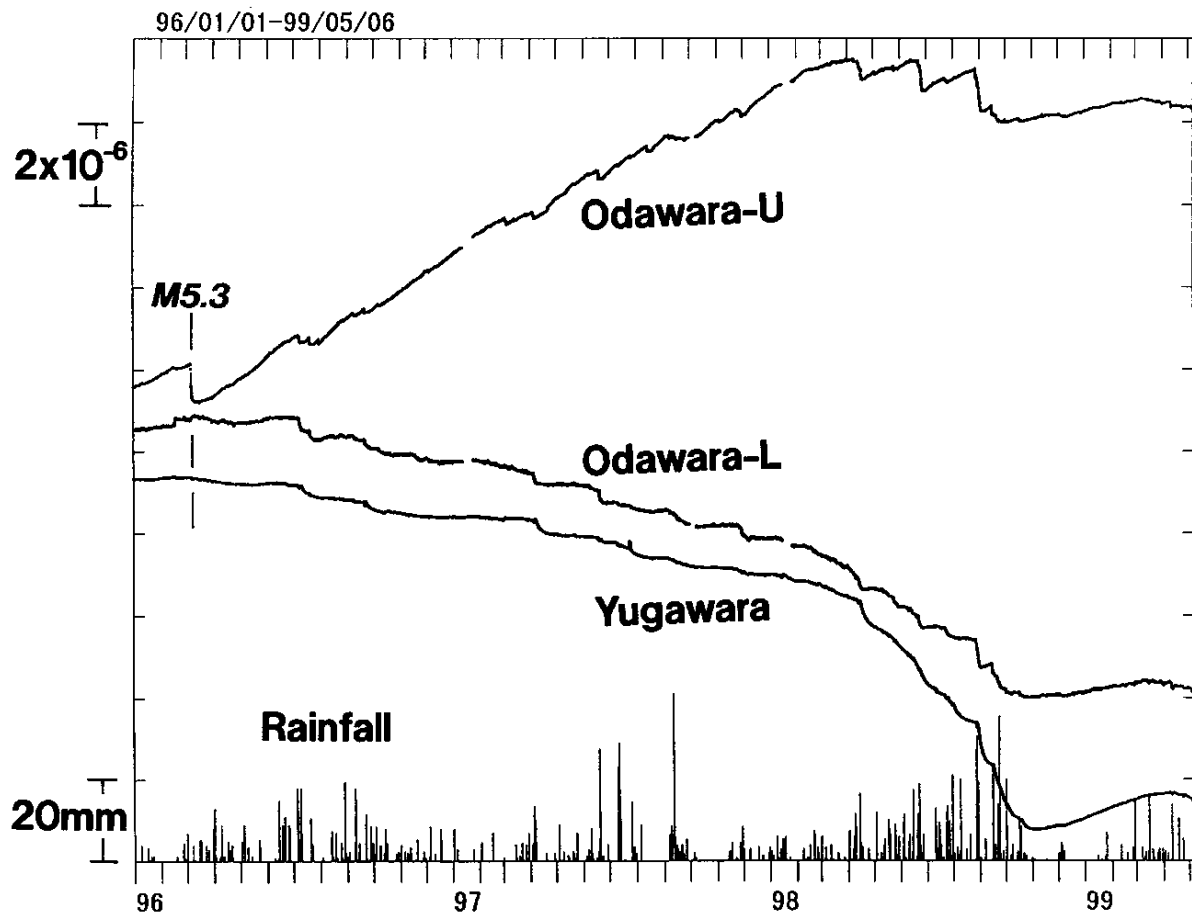 96/01/01-99/05/06
2x10⁻⁶
Odawara-U
M5.3
Odawara-L
Yugawara
Rainfall
20mm
96 97 98 99